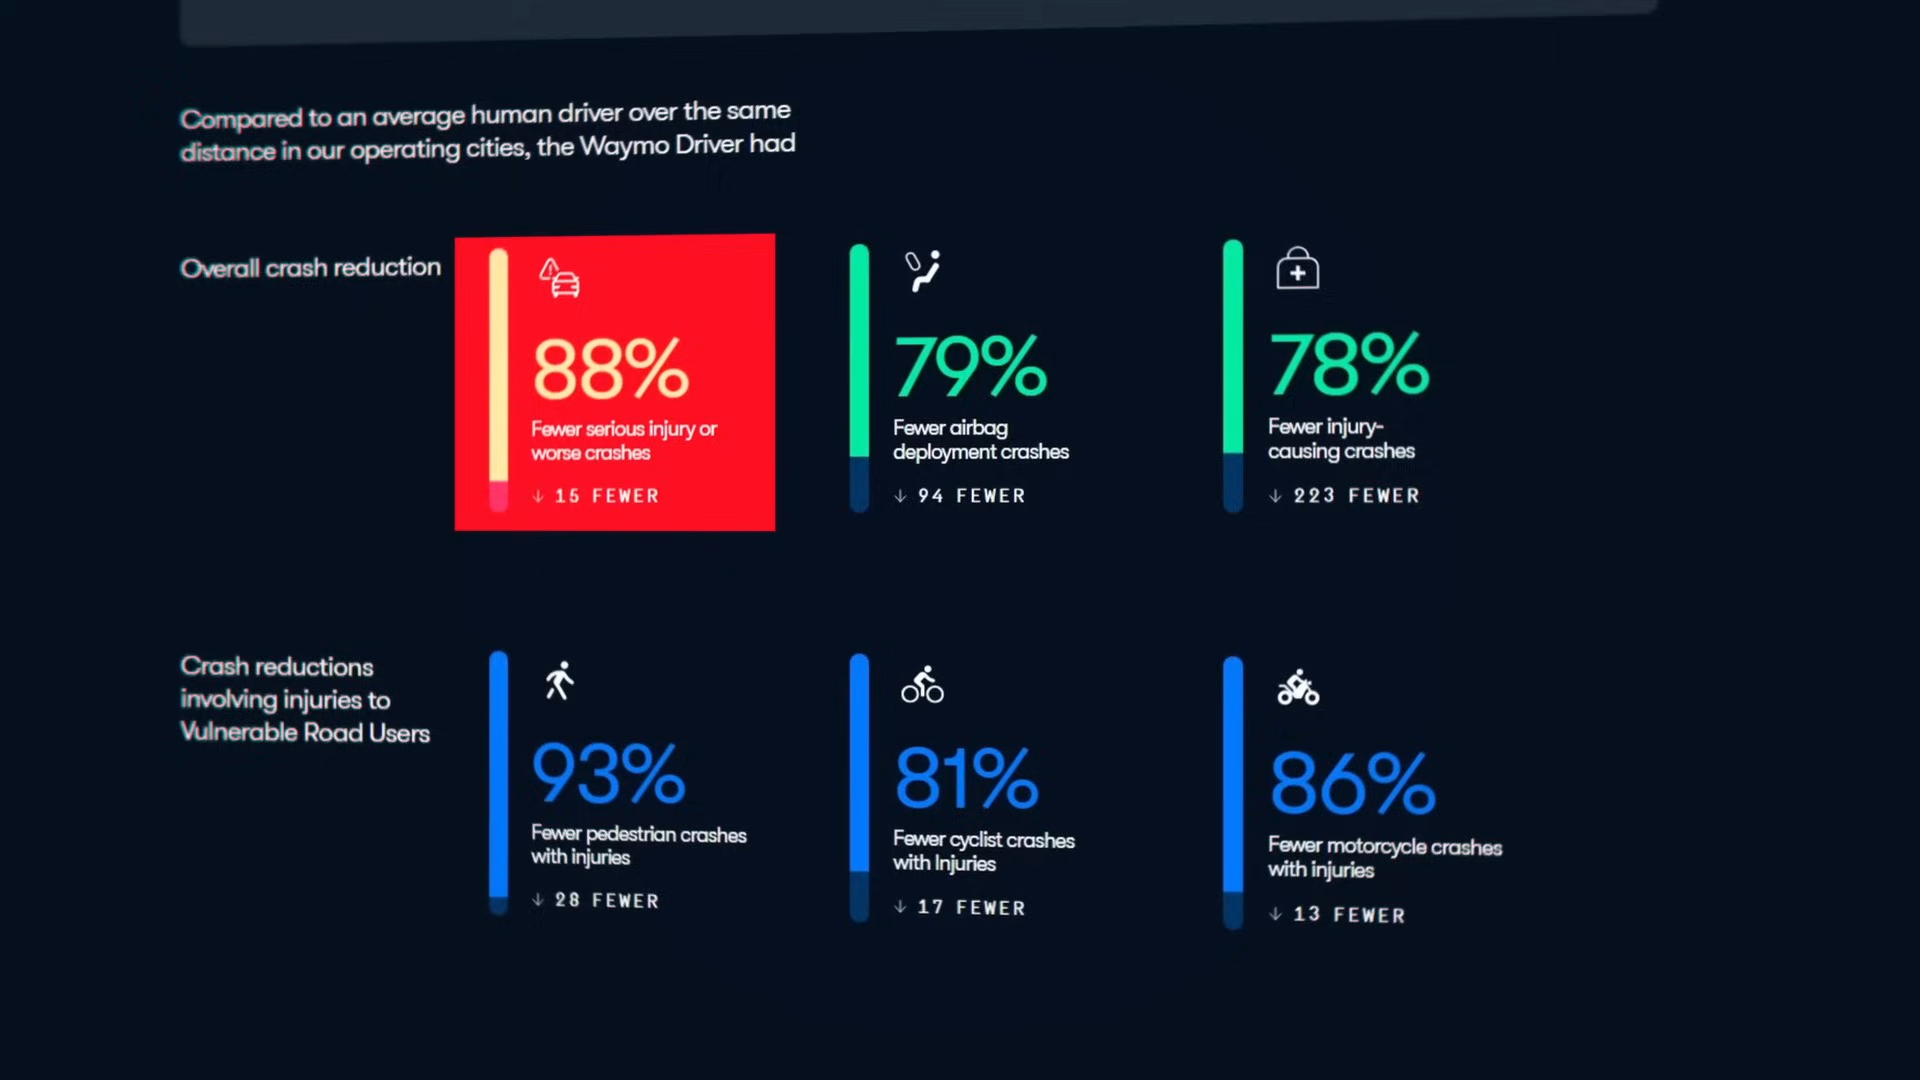 Compared to an average human driver over the same
distance in our operating cities, the Waymo Driver had
Overall crash reduction
88%
Fewer serious injury or
worse crashes
↓ 15 FEWER
79%
Fewer airbag
deployment crashes
↓ 94 FEWER
78%
Fewer injury-
causing crashes
↓ 223 FEWER
Crash reductions
involving injuries to
Vulnerable Road Users
93%
Fewer pedestrian crashes
with injuries
↓ 28 FEWER
81%
Fewer cyclist crashes
with Injuries
↓ 17 FEWER
86%
Fewer motorcycle crashes
with injuries
↓ 13 FEWER